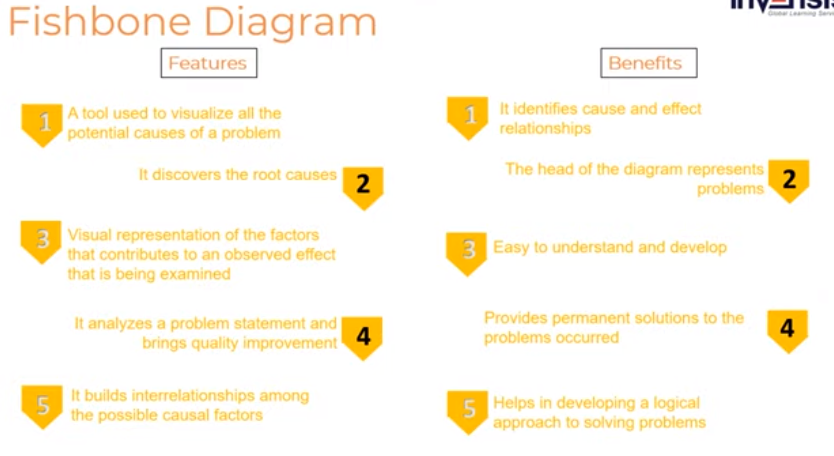 Fishbone Diagram
Global Learning Serv
Features
1
A tool used to visualize all the
potential causes of a problem
It discovers the root causes
2
3
Visual representation of the factors
that contributes to an observed effect
that is being examined
It analyzes a problem statement and
brings quality improvement
4
5
It builds interrelationships among
the possible causal factors
Benefits
1
It identifies cause and effect
relationships
The head of the diagram represents
problems
2
3
Easy to understand and develop
Provides permanent solutions to the
problems occurred
4
5
Helps in developing a logical
approach to solving problems